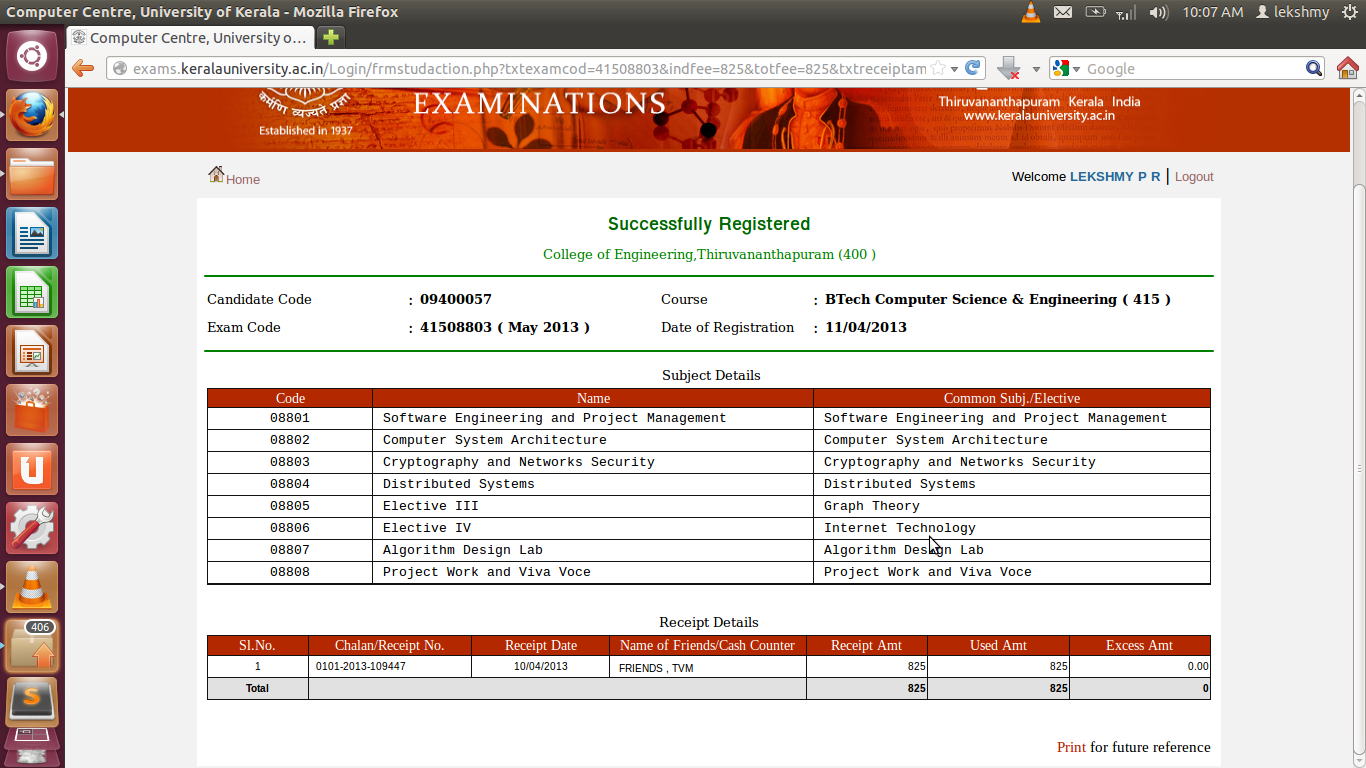 Computer Centre, University of Kerala - Mozilla Firefox
10:07 AM lekshmy
Computer Centre, University o...
exams.keralauniversity.ac.in/Login/frmstudaction.php?txtexamcod=41508803&indfee=825&totfee=825&txtreceiptam
Google
कर्मणि व्यज्यते प्रज्ञा
Established in 1937
EXAMINATIONS
Thiruvananthapuram Kerala India
www.keralauniversity.ac.in
Home
Welcome LEKSHMY P R | Logout
Successfully Registered
College of Engineering,Thiruvananthapuram (400 )
Candidate Code : 09400057 Course : BTech Computer Science & Engineering ( 415 )
Exam Code : 41508803 ( May 2013 ) Date of Registration : 11/04/2013
Subject Details
Code Name Common Subj./Elective
08801 Software Engineering and Project Management Software Engineering and Project Management
08802 Computer System Architecture Computer System Architecture
08803 Cryptography and Networks Security Cryptography and Networks Security
08804 Distributed Systems Distributed Systems
08805 Elective III Graph Theory
08806 Elective IV Internet Technology
08807 Algorithm Design Lab Algorithm Design Lab
08808 Project Work and Viva Voce Project Work and Viva Voce
Receipt Details
Sl.No. Chalan/Receipt No. Receipt Date Name of Friends/Cash Counter Receipt Amt Used Amt Excess Amt
1 0101-2013-109447 10/04/2013 FRIENDS , TVM 825 825 0.00
Total 825 825 0
Print for future reference
406